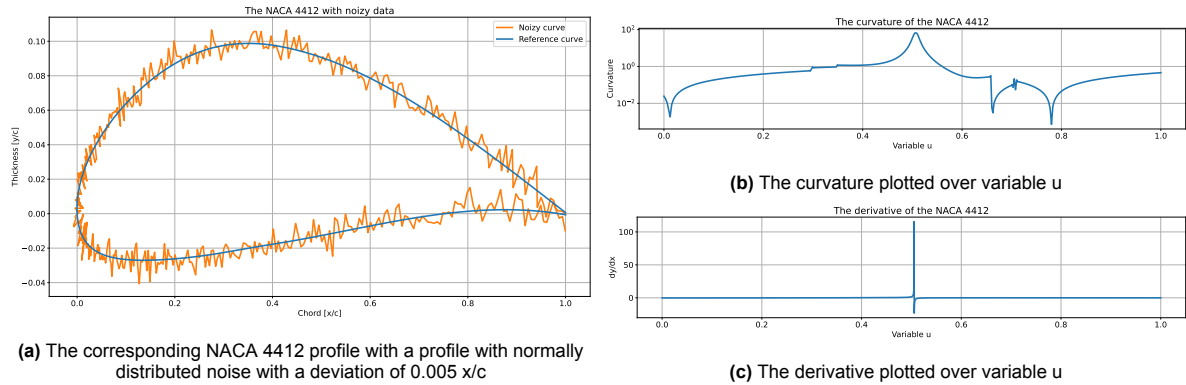 The NACA 4412 with noizy data
Noizy curve
Reference curve
Thickness [y/c]
0.10
0.08
0.06
0.04
0.02
0.00
−0.02
−0.04
0.0 0.2 0.4 0.6 0.8 1.0
Chord [x/c]
(a) The corresponding NACA 4412 profile with a profile with normally
distributed noise with a deviation of 0.005 x/c
The curvature of the NACA 4412
Curvature
10²
10⁰
10⁻²
0.0 0.2 0.4 0.6 0.8 1.0
Variable u
(b) The curvature plotted over variable u
The derivative of the NACA 4412
dy/dx
100
50
0
0.0 0.2 0.4 0.6 0.8 1.0
Variable u
(c) The derivative plotted over variable u